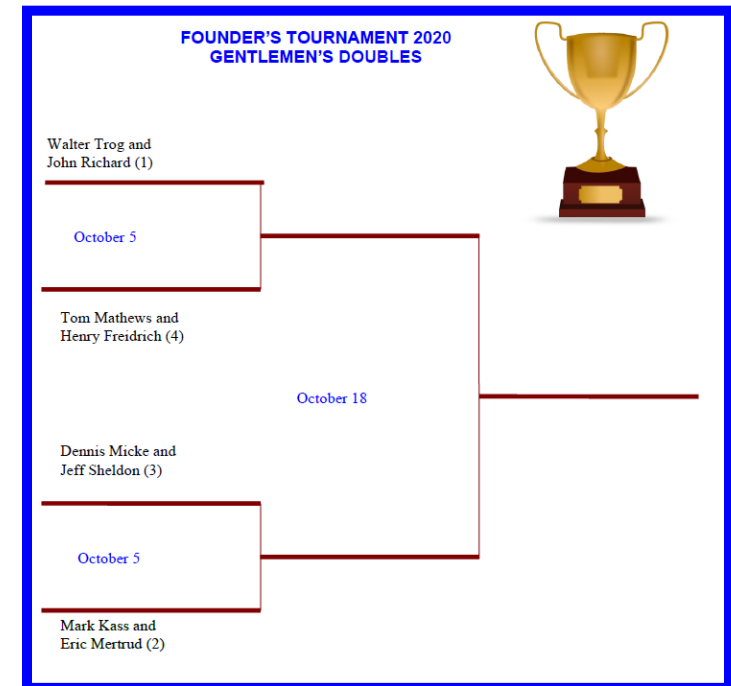 FOUNDER'S TOURNAMENT 2020
GENTLEMEN'S DOUBLES
Walter Trog and
John Richard (1)
October 5
Tom Mathews and
Henry Freidrich (4)
October 18
Dennis Micke and
Jeff Sheldon (3)
October 5
Mark Kass and
Eric Mertrud (2)